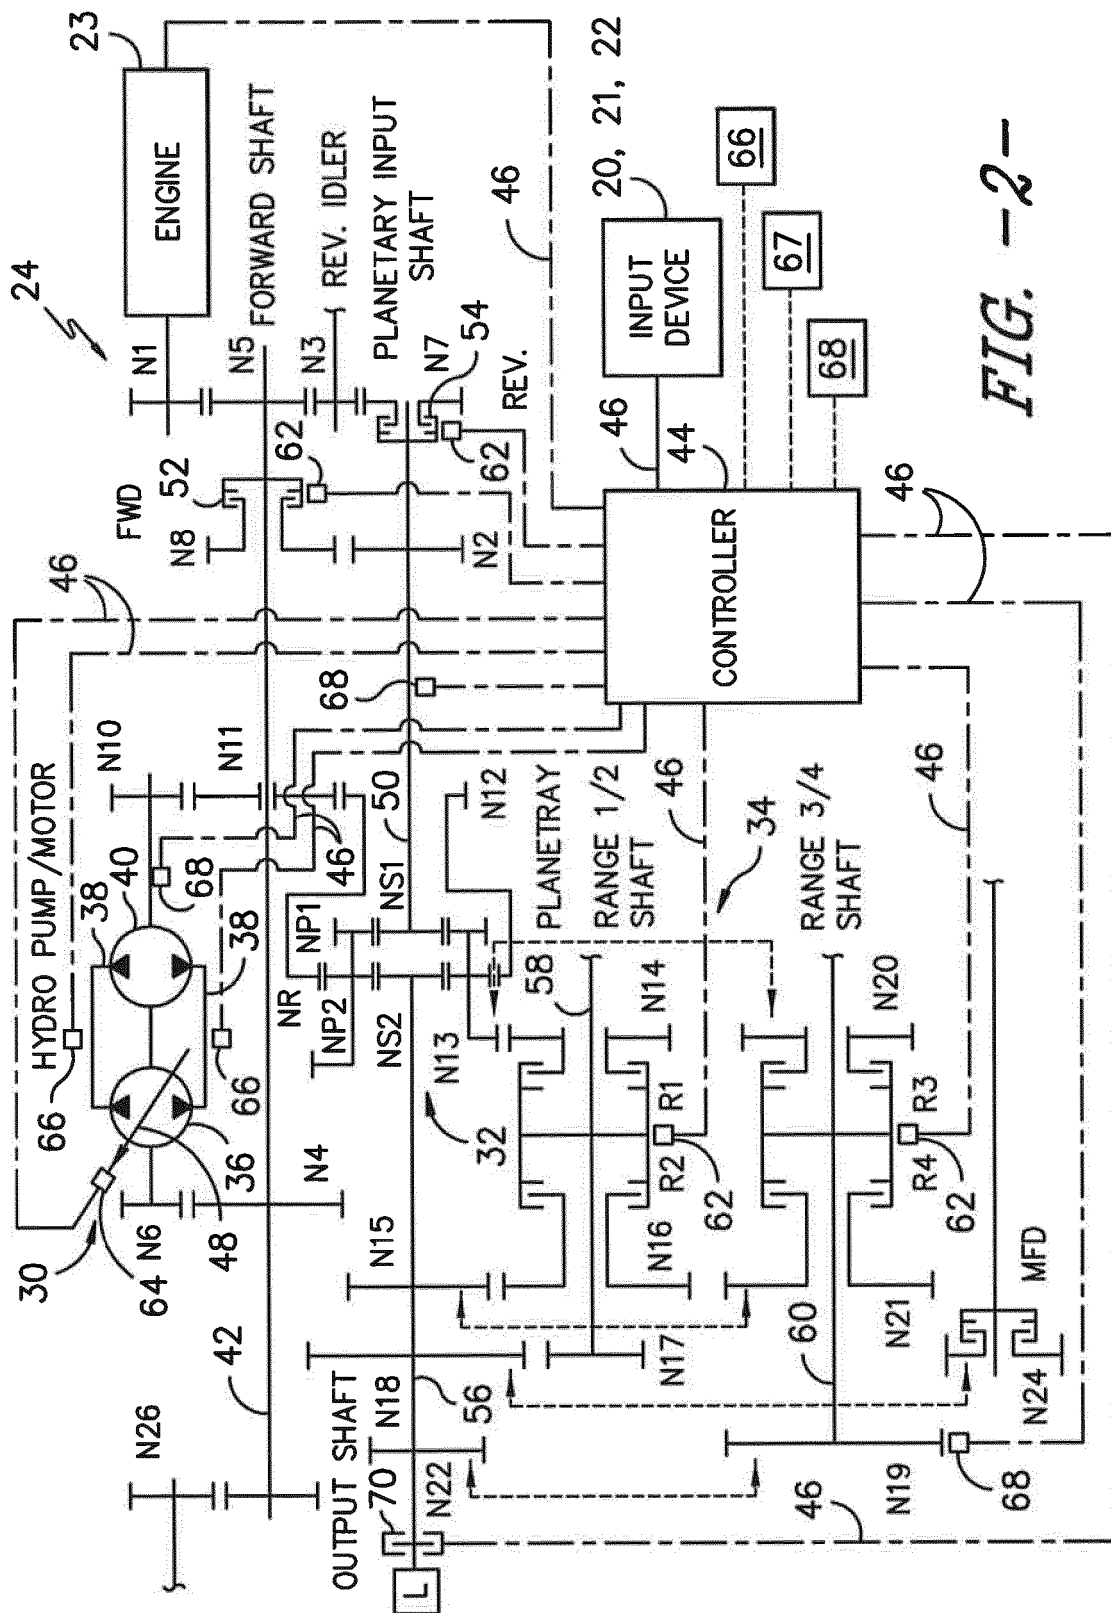 23
ENGINE
24
N1
N5
FORWARD SHAFT
N3
REV. IDLER
PLANETARY INPUT
SHAFT
N7
54
REV.
62
52
62
FWD
N8
N2
46
20, 21, 22
INPUT
DEVICE
46
44
66
67
68
CONTROLLER
46
46
HYDRO PUMP/MOTOR
N10
N11
40
38
38
68
66
66
36
30
64
48
N6
N4
46
68
50
NS1
NP1
NR
NP2
NS2
N12
N13
32
PLANETRAY
RANGE 1/2
SHAFT
58
46
34
N14
R1
R2
62
N15
N16
N17
RANGE 3/4
SHAFT
46
N20
R3
R4
62
N21
60
MFD
N24
N26
42
OUTPUT SHAFT
N18
56
70
N22
L
N19
68
46
FIG. -2-